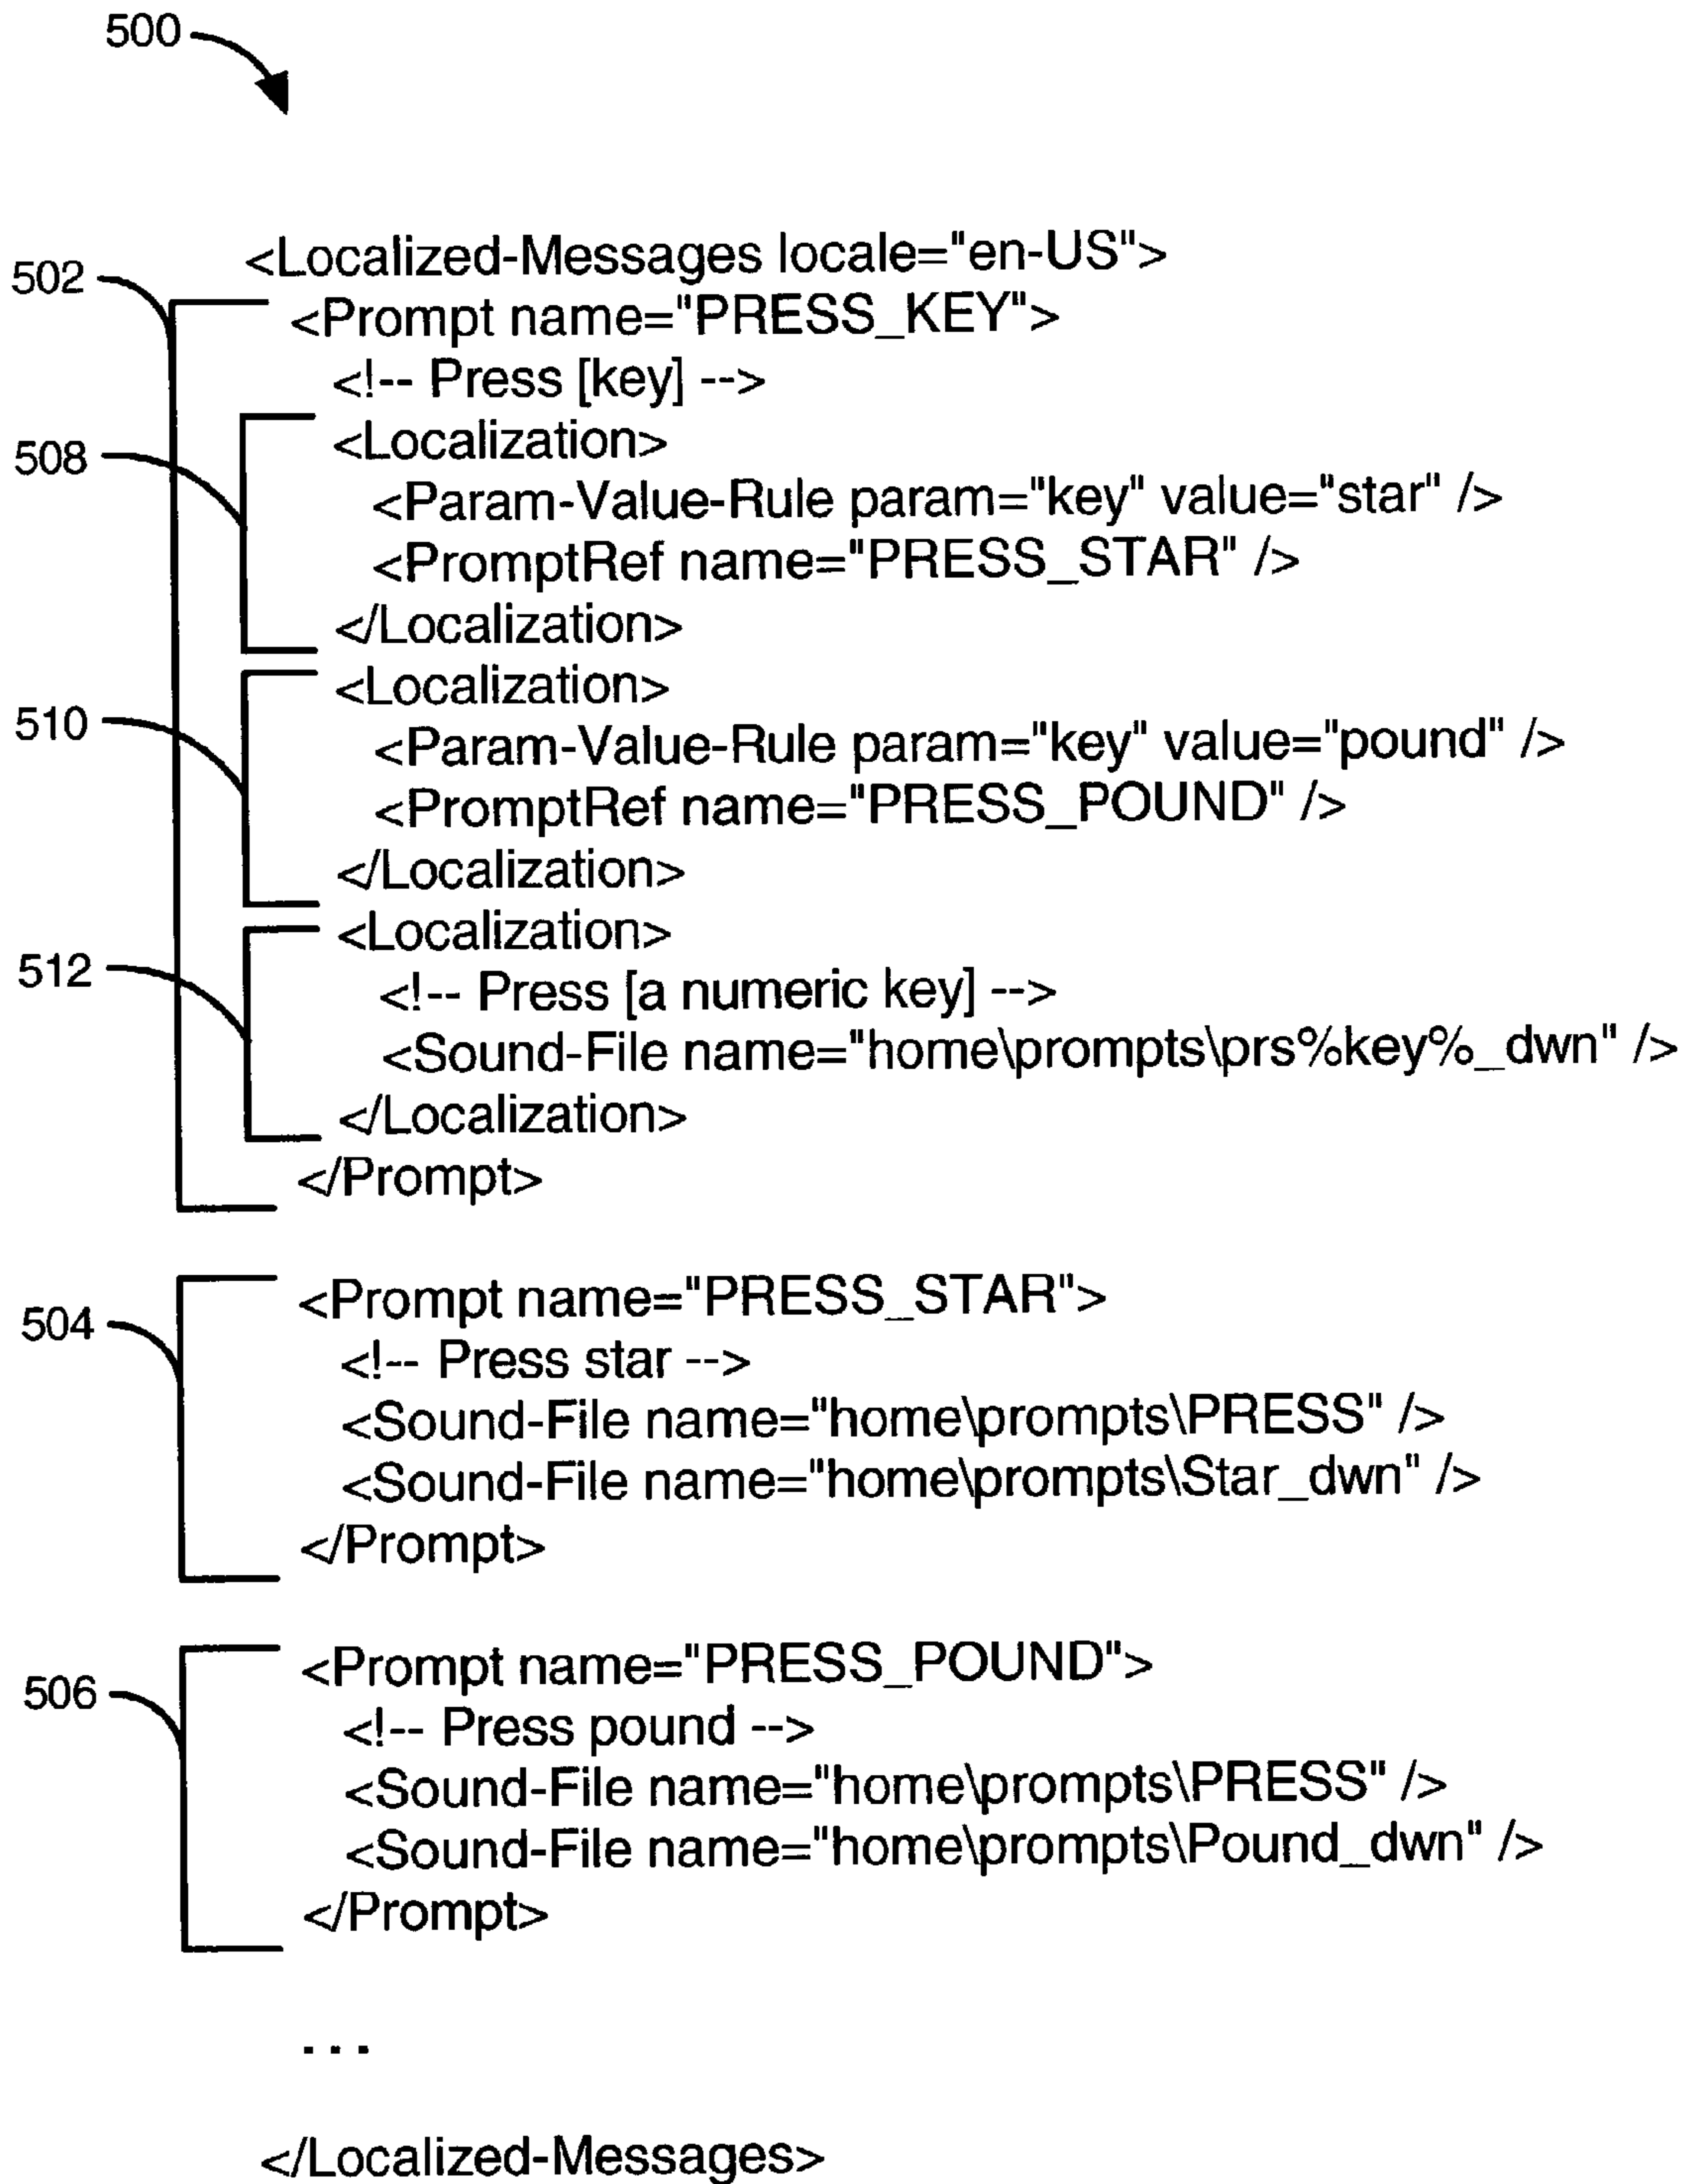 500
<Localized-Messages locale="en-US">
502
<Prompt name="PRESS_KEY">
<!-- Press [key] -->
<Localization>
508
<Param-Value-Rule param="key" value="star" />
<PromptRef name="PRESS_STAR" />
</Localization>
<Localization>
510
<Param-Value-Rule param="key" value="pound" />
<PromptRef name="PRESS_POUND" />
</Localization>
<Localization>
512
<!-- Press [a numeric key] -->
<Sound-File name="home\prompts\prs%key%_dwn" />
</Localization>
</Prompt>
<Prompt name="PRESS_STAR">
504
<!-- Press star -->
<Sound-File name="home\prompts\PRESS" />
<Sound-File name="home\prompts\Star_dwn" />
</Prompt>
<Prompt name="PRESS_POUND">
506
<!-- Press pound -->
<Sound-File name="home\prompts\PRESS" />
<Sound-File name="home\prompts\Pound_dwn" />
</Prompt>
...
</Localized-Messages>